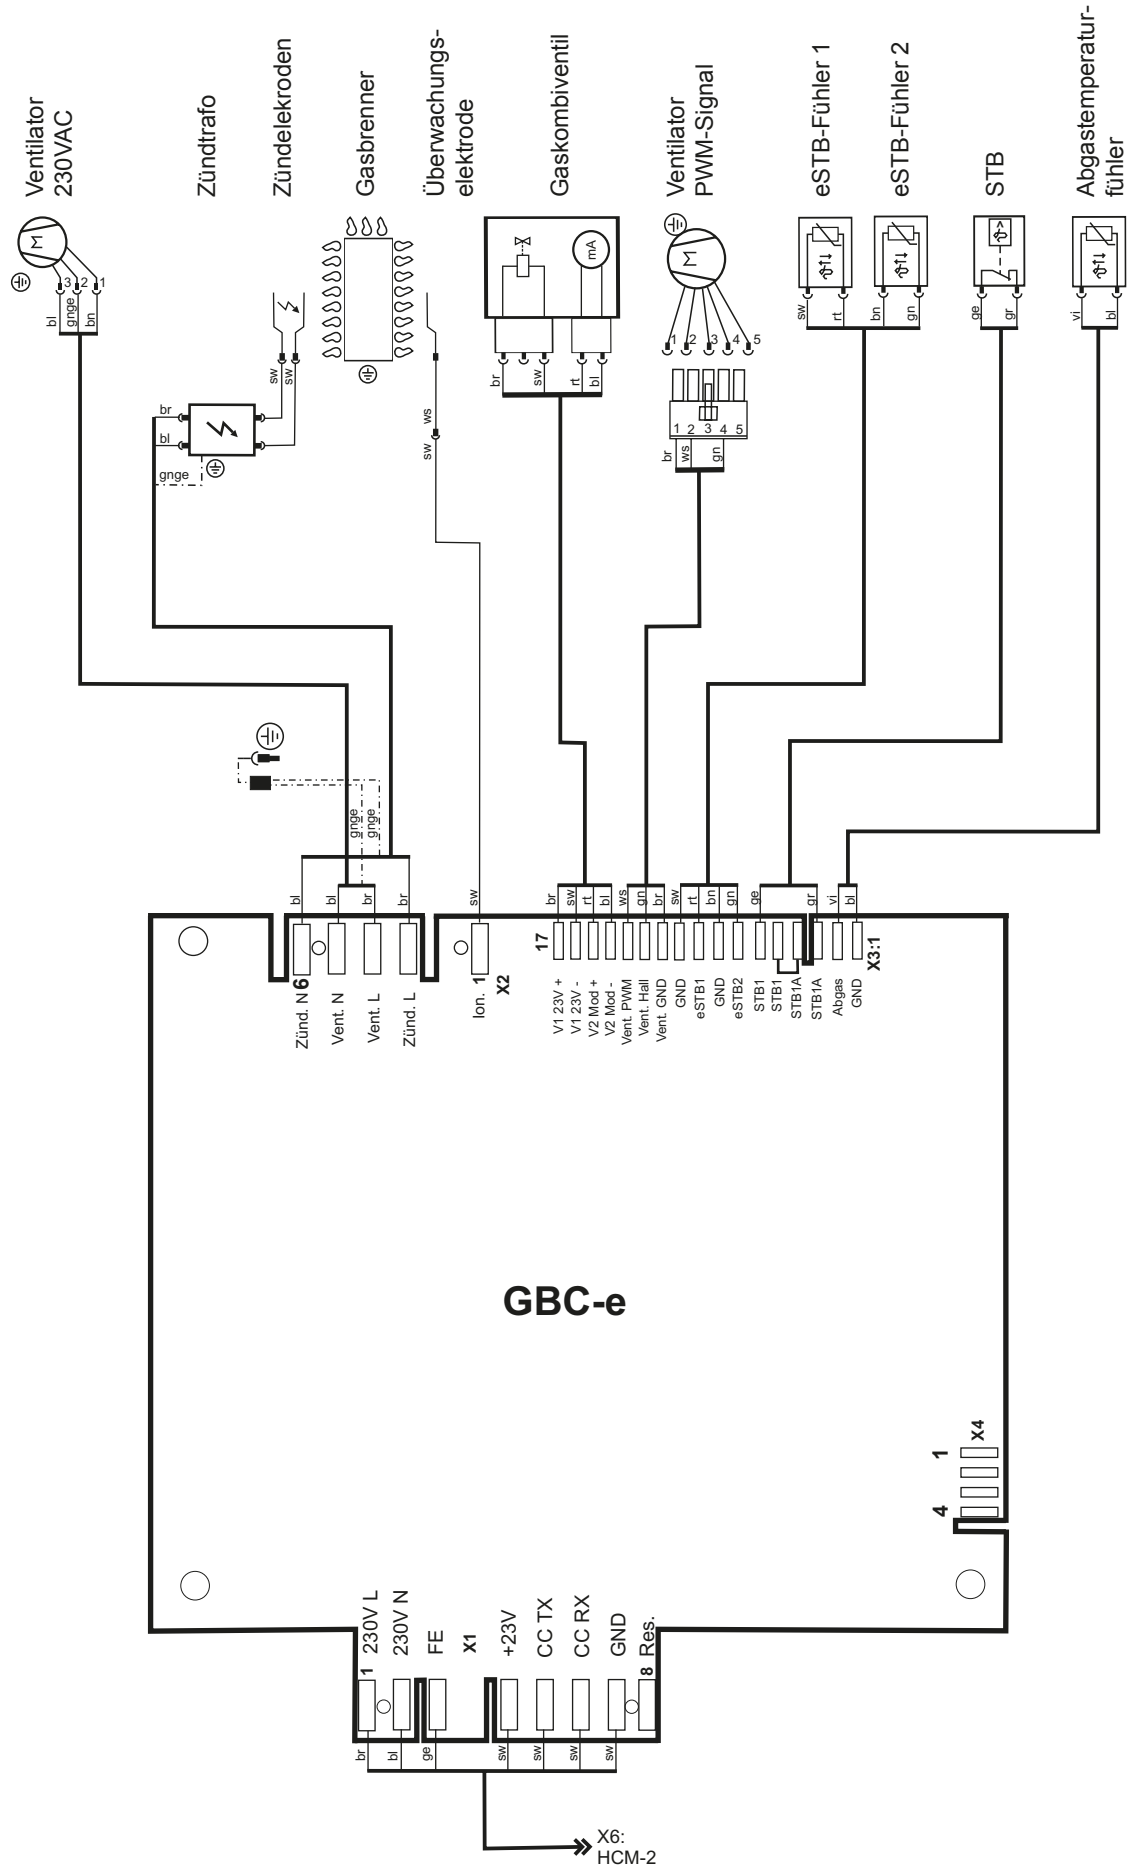 Ventilator
230VAC
Zündtrafo
Zündelekroden
Gasbrenner
Überwachungs-
elektrode
Gaskombiventil
Ventilator
PWM-Signal
eSTB-Fühler 1
eSTB-Fühler 2
STB
Abgastemperatur-
fühler
M
3
2
1
bl
gnge
bn
br
bl
gnge
sw
sw
ws
sw
mA
br
sw
rt
bl
M
1
2
3
4
5
1 2 3 4 5
br
ws
gn
ϑ
sw
rt
ϑ
bn
gn
ϑ>
ge
gr
ϑ
vi
bl
gnge
gnge
bl
bl
br
br
sw
br
sw
rt
bl
ws
gn
br
sw
rt
bn
gn
ge
gr
vi
bl
6
Zünd. N
Vent. N
Vent. L
Zünd. L
1
Ion.
X2
17
V1 23V +
V1 23V -
V2 Mod +
V2 Mod -
Vent. PWM
Vent. Hall
Vent. GND
GND
eSTB1
GND
eSTB2
STB1
STB1
STB1A
STB1A
Abgas
GND
X3:1
GBC-e
1
4
X4
230V L
230V N
FE
X1
+23V
CC TX
CC RX
GND
Res.
1
8
br
bl
ge
sw
sw
sw
sw
X6:
HCM-2